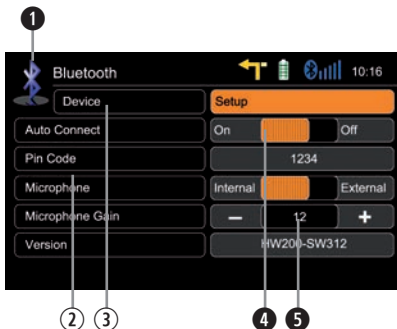 1
Bluetooth 10:16
Device Setup
Auto Connect On Off
Pin Code 1234
Microphone Internal External
Microphone Gain − 12 +
Version HW200-SW312
2 3 4 5